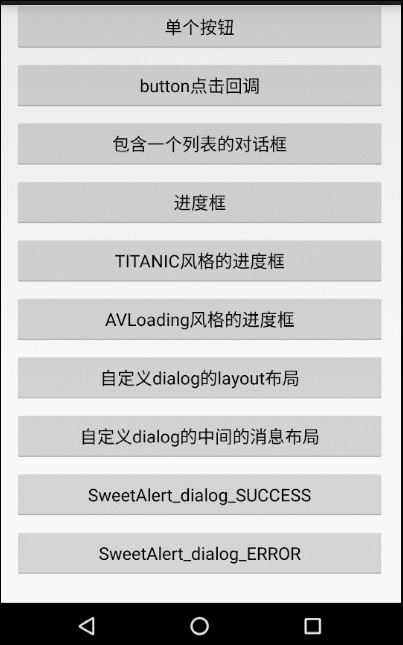 单个按钮
button点击回调
包含一个列表的对话框
进度框
TITANIC风格的进度框
AVLoading风格的进度框
自定义dialog的layout布局
自定义dialog的中间的消息布局
SweetAlert_dialog_SUCCESS
SweetAlert_dialog_ERROR